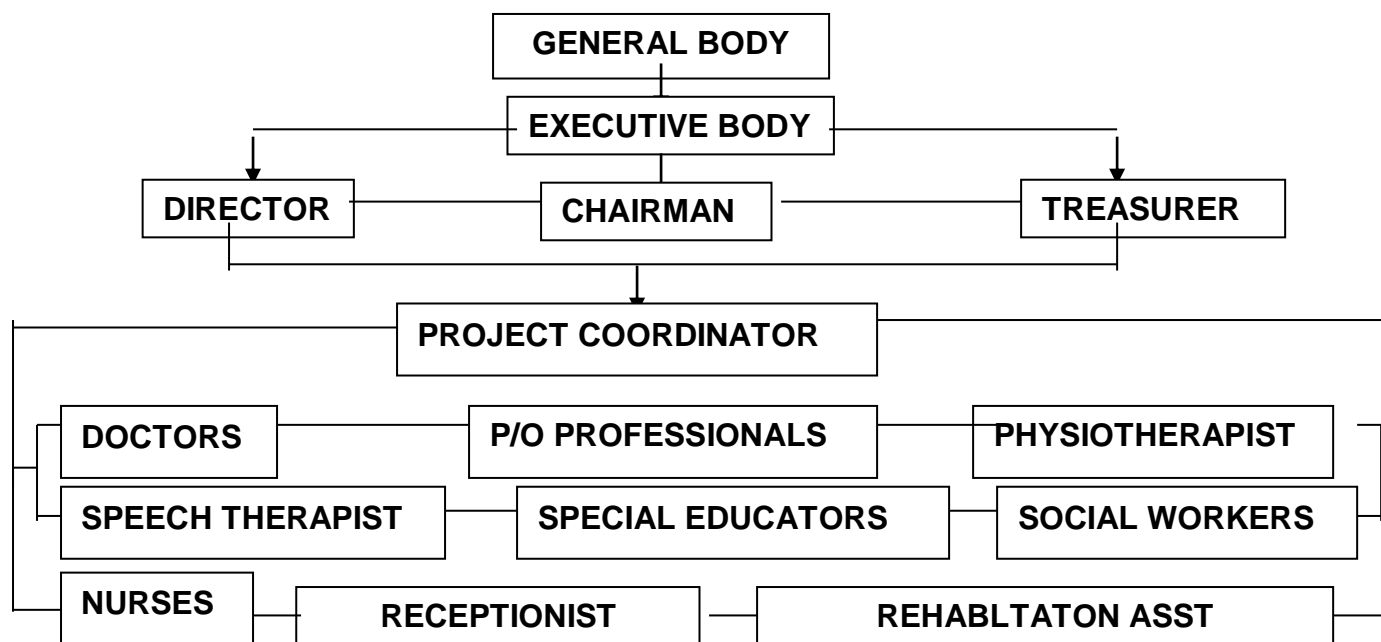 GENERAL BODY
EXECUTIVE BODY
DIRECTOR
CHAIRMAN
TREASURER
PROJECT COORDINATOR
DOCTORS
P/O PROFESSIONALS
PHYSIOTHERAPIST
SPEECH THERAPIST
SPECIAL EDUCATORS
SOCIAL WORKERS
NURSES
RECEPTIONIST
REHABLTATON ASST